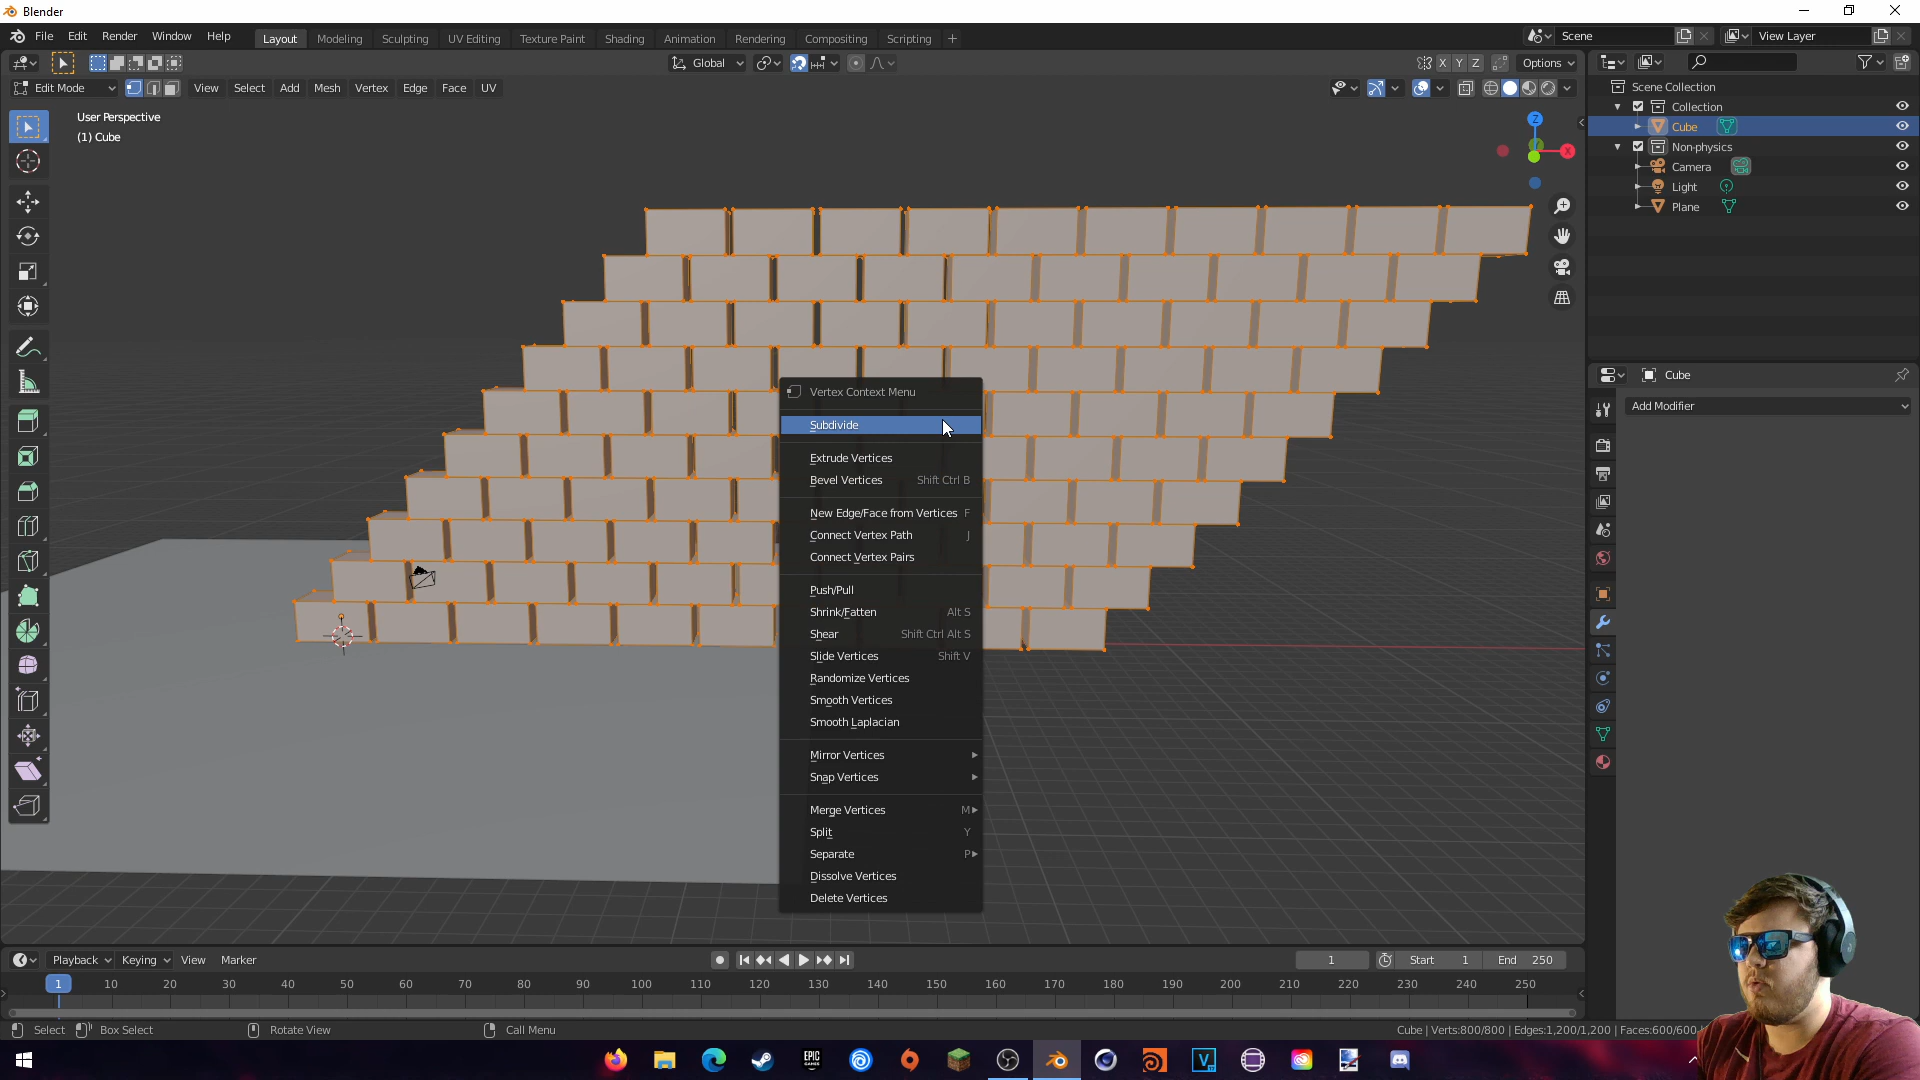 Blender
File Edit Render Window Help
Layout Modeling Sculpting UV Editing Texture Paint Shading Animation Rendering Compositing Scripting +
Scene
View Layer
Global
X Y Z
Options
Edit Mode
View Select Add Mesh Vertex Edge Face UV
User Perspective
(1) Cube
Z
X
Scene Collection
Collection
Cube
Non-physics
Camera
Light
Plane
Cube
Add Modifier
Vertex Context Menu
Subdivide
Extrude Vertices
Bevel Vertices Shift Ctrl B
New Edge/Face from Vertices F
Connect Vertex Path J
Connect Vertex Pairs
Push/Pull
Shrink/Fatten Alt S
Shear Shift Ctrl Alt S
Slide Vertices Shift V
Randomize Vertices
Smooth Vertices
Smooth Laplacian
Mirror Vertices
Snap Vertices
Merge Vertices M
Split Y
Separate P
Dissolve Vertices
Delete Vertices
Playback Keying View Marker
1 Start 1 End 250
1 10 20 30 40 50 60 70 80 90 100 110 120 130 140 150 160 170 180 190 200 210 220 230 240 250
Select Box Select Rotate View Call Menu
Cube | Verts:800/800 | Edges:1,200/1,200 | Faces:600/600
EPIC GAMES
V